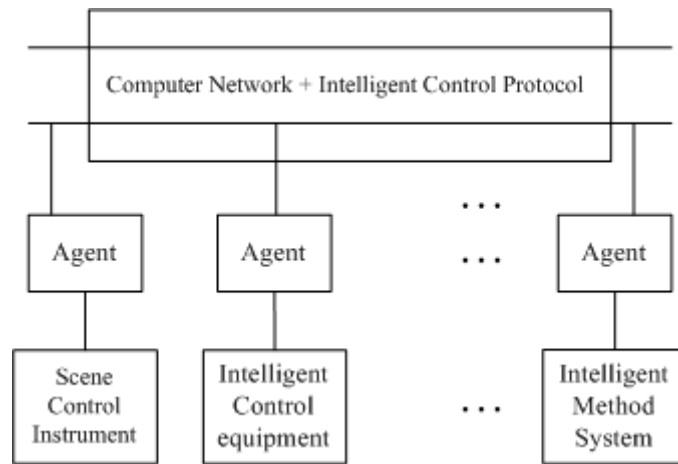 Computer Network + Intelligent Control Protocol
...
Agent
Agent
...
Agent
Scene
Control
Instrument
Intelligent
Control
equipment
...
Intelligent
Method
System